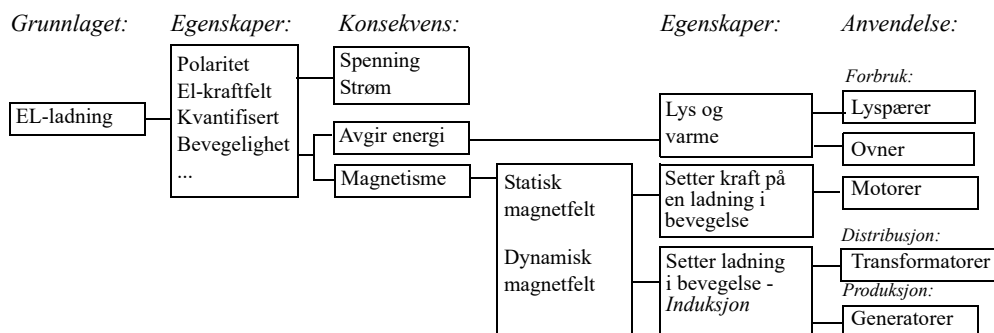 Grunnlaget:
Egenskaper:
Konsekvens:
Egenskaper:
Anvendelse:
EL-ladning
Polaritet
El-kraftfelt
Kvantifisert
Bevegelighet
...
Spenning
Strøm
Avgir energi
Magnetisme
Statisk
magnetfelt
Dynamisk
magnetfelt
Lys og
varme
Setter kraft på
en ladning i
bevegelse
Setter ladning
i bevegelse -
Induksjon
Forbruk:
Lyspærer
Ovner
Motorer
Distribusjon:
Transformatorer
Produksjon:
Generatorer